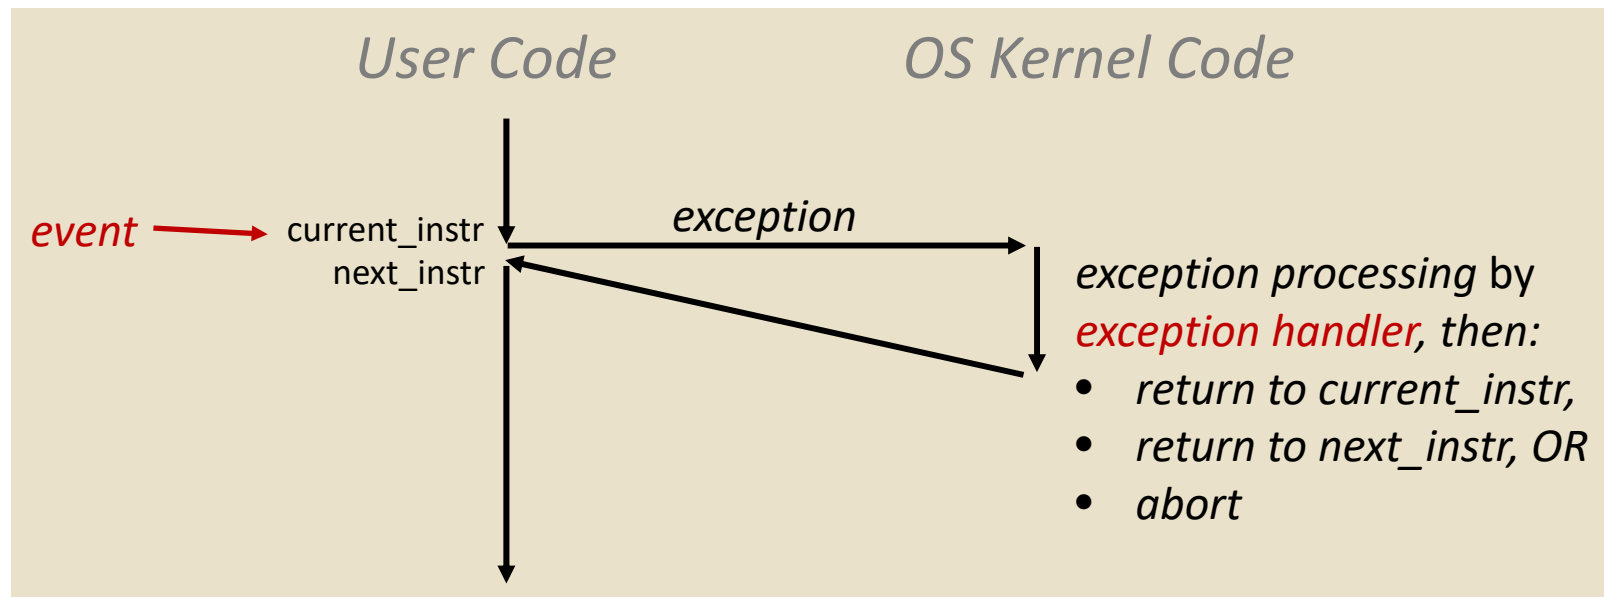 User Code
OS Kernel Code
event
current_instr
next_instr
exception
exception processing by
exception handler, then:
• return to current_instr,
• return to next_instr, OR
• abort